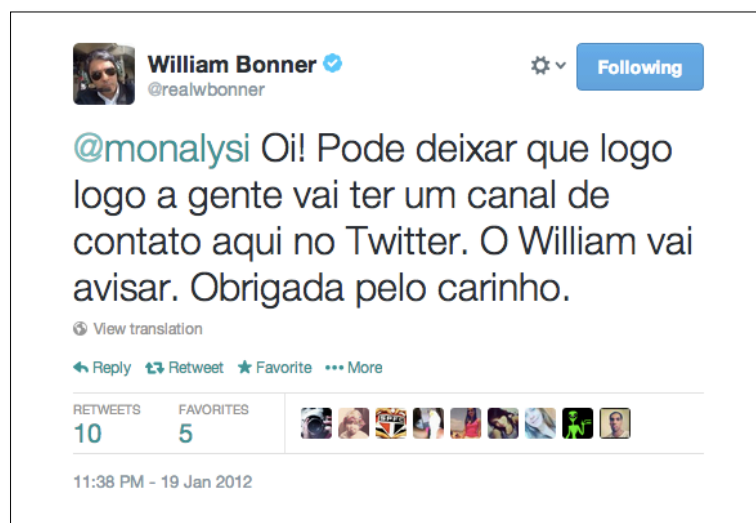 William Bonner
@realwbonner
Following
@monalysi Oi! Pode deixar que logo
logo a gente vai ter um canal de
contato aqui no Twitter. O William vai
avisar. Obrigada pelo carinho.
View translation
Reply Retweet Favorite More
RETWEETS FAVORITES
10 5
11:38 PM - 19 Jan 2012